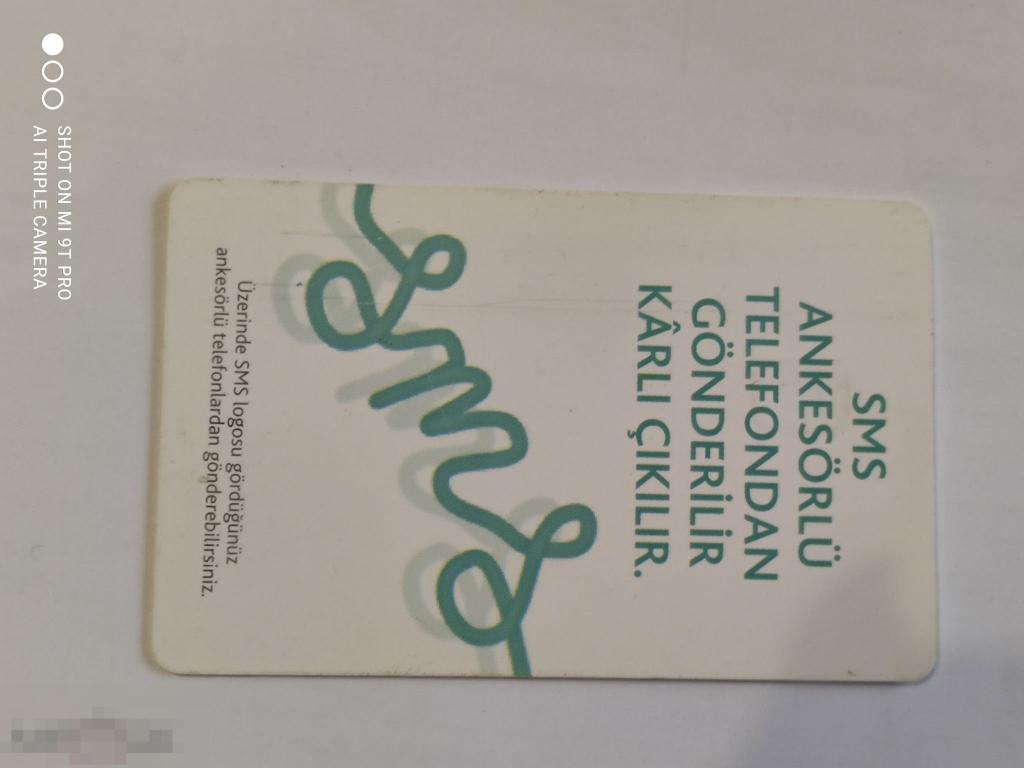 SMS
ANKESÖRLÜ
TELEFONDAN
GÖNDERİLİR
KÂRLI ÇIKILIR.
sms
Üzerinde SMS logosu gördüğünüz
ankesörlü telefonlardan gönderebilirsiniz.
SHOT ON MI 9T PRO
AI TRIPLE CAMERA